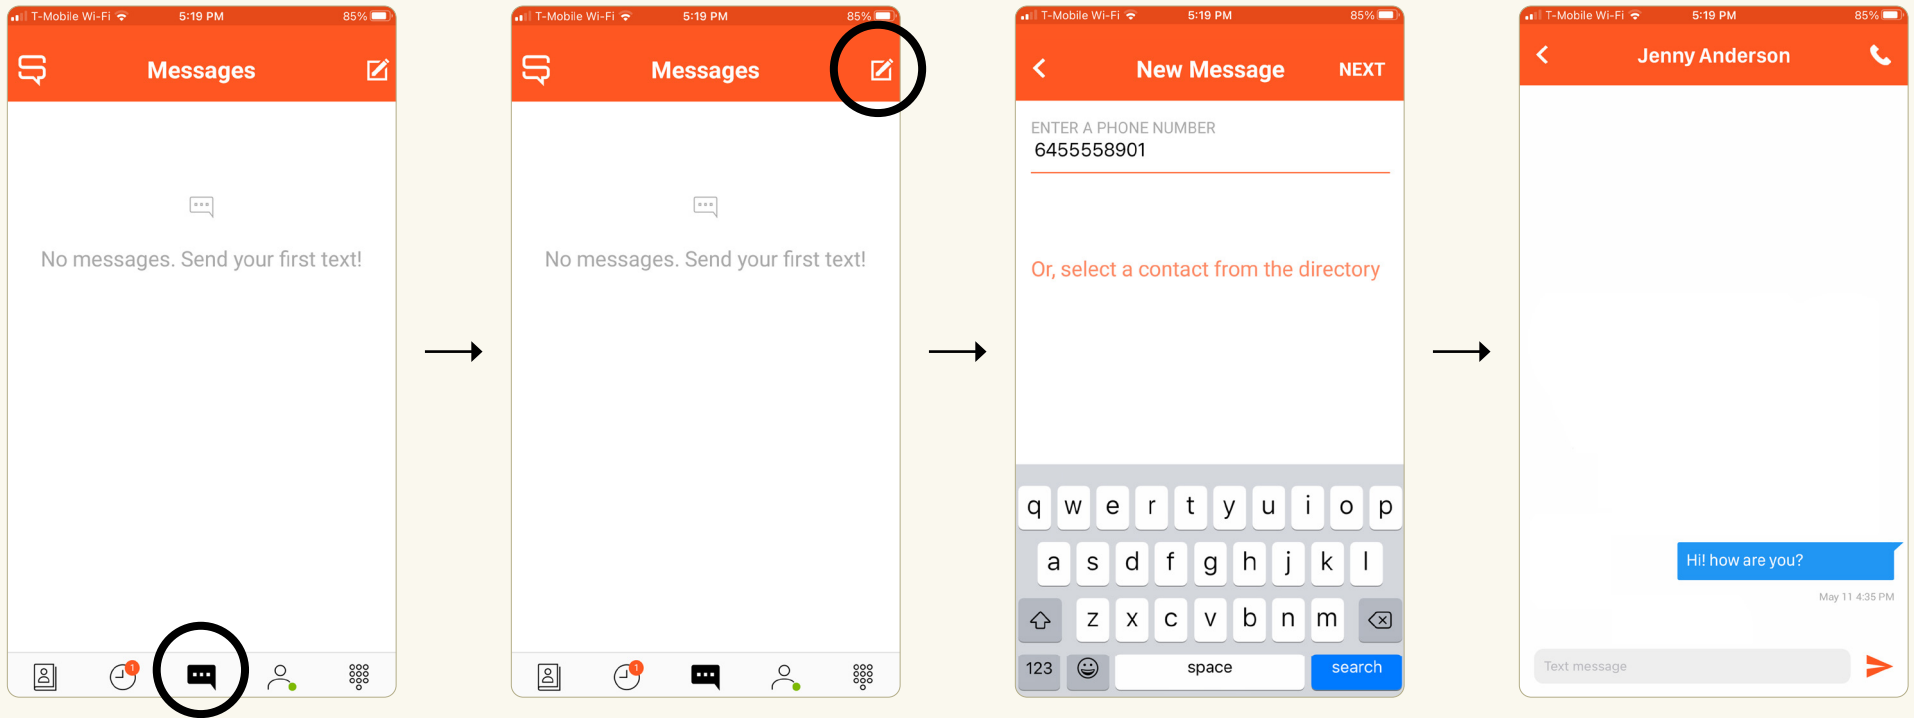 T-Mobile Wi-Fi 5:19 PM 85%
Messages
No messages. Send your first text!
1
T-Mobile Wi-Fi 5:19 PM 85%
Messages
No messages. Send your first text!
1
T-Mobile Wi-Fi 5:19 PM 85%
New Message NEXT
ENTER A PHONE NUMBER
6455558901
Or, select a contact from the directory
q w e r t y u i o p
a s d f g h j k l
z x c v b n m
123 space search
T-Mobile Wi-Fi 5:19 PM 85%
Jenny Anderson
Hi! how are you?
May 11 4:35 PM
Text message